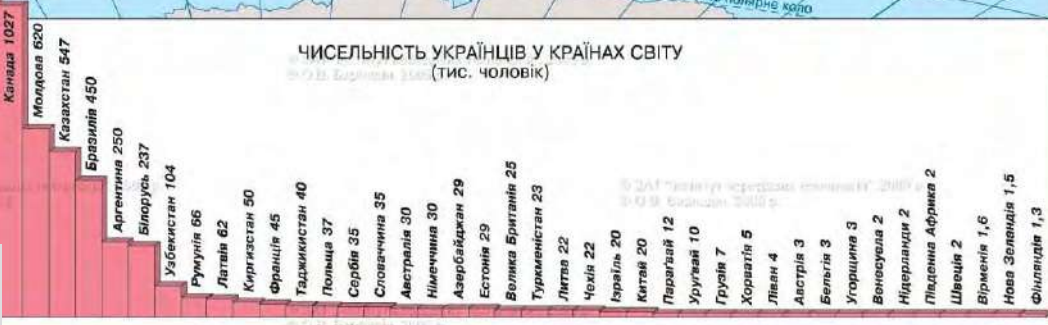 полярне коло
ЧИСЕЛЬНІСТЬ УКРАЇНЦІВ У КРАЇНАХ СВІТУ
(тис. чоловік)
Канада 1027
Молдова 620
Казахстан 547
Бразилія 450
Аргентина 250
Білорусь 237
Узбекистан 104
Румунія 66
Латвія 62
Киргизстан 50
Франція 45
Таджикистан 40
Польща 37
Сербія 35
Словаччина 35
Австралія 30
Німеччина 30
Азербайджан 29
Естонія 29
Велика Британія 25
Туркменістан 23
Литва 22
Чехія 22
Ізраїль 20
Китай 20
Параґвай 12
Уруґвай 10
Грузія 7
Хорватія 5
Ліван 4
Австрія 3
Бельгія 3
Угорщина 3
Венесуела 2
Нідерланди 2
Південна Африка 2
Швеція 2
Вірменія 1,6
Нова Зеландія 1,5
Фінляндія 1,3